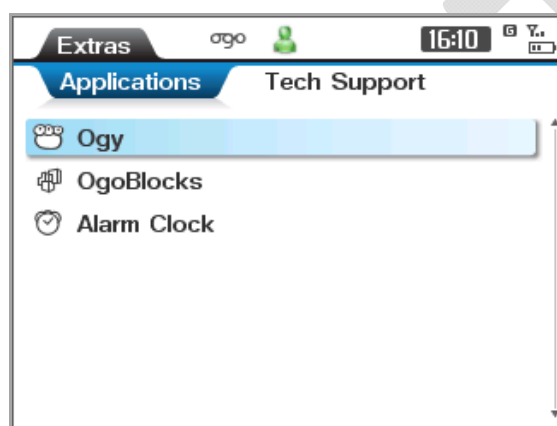 Extras ogo 16:10 G
Applications Tech Support
Ogy
OgoBlocks
Alarm Clock